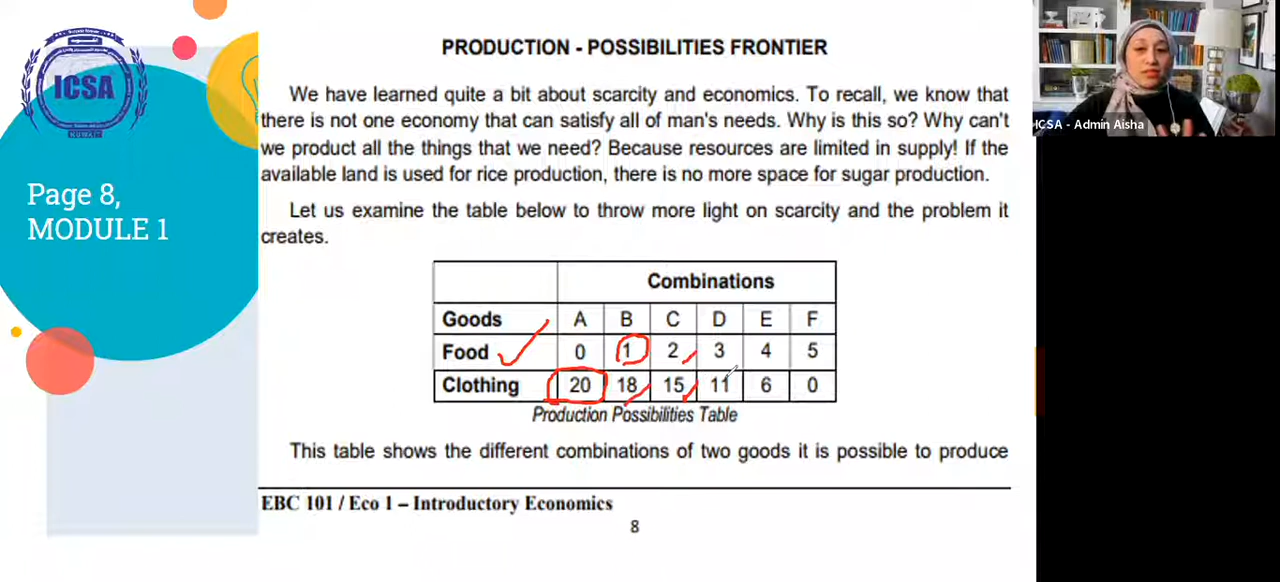 ICSA
KUWAIT
Page 8,
MODULE 1
PRODUCTION - POSSIBILITIES FRONTIER
We have learned quite a bit about scarcity and economics. To recall, we know that
there is not one economy that can satisfy all of man's needs. Why is this so? Why can't
we product all the things that we need? Because resources are limited in supply! If the
available land is used for rice production, there is no more space for sugar production.
Let us examine the table below to throw more light on scarcity and the problem it
creates.
Combinations
Goods A B C D E F
Food 0 1 2 3 4 5
Clothing 20 18 15 11 6 0
Production Possibilities Table
This table shows the different combinations of two goods it is possible to produce
EBC 101 / Eco 1 – Introductory Economics
8
ICSA - Admin Aisha